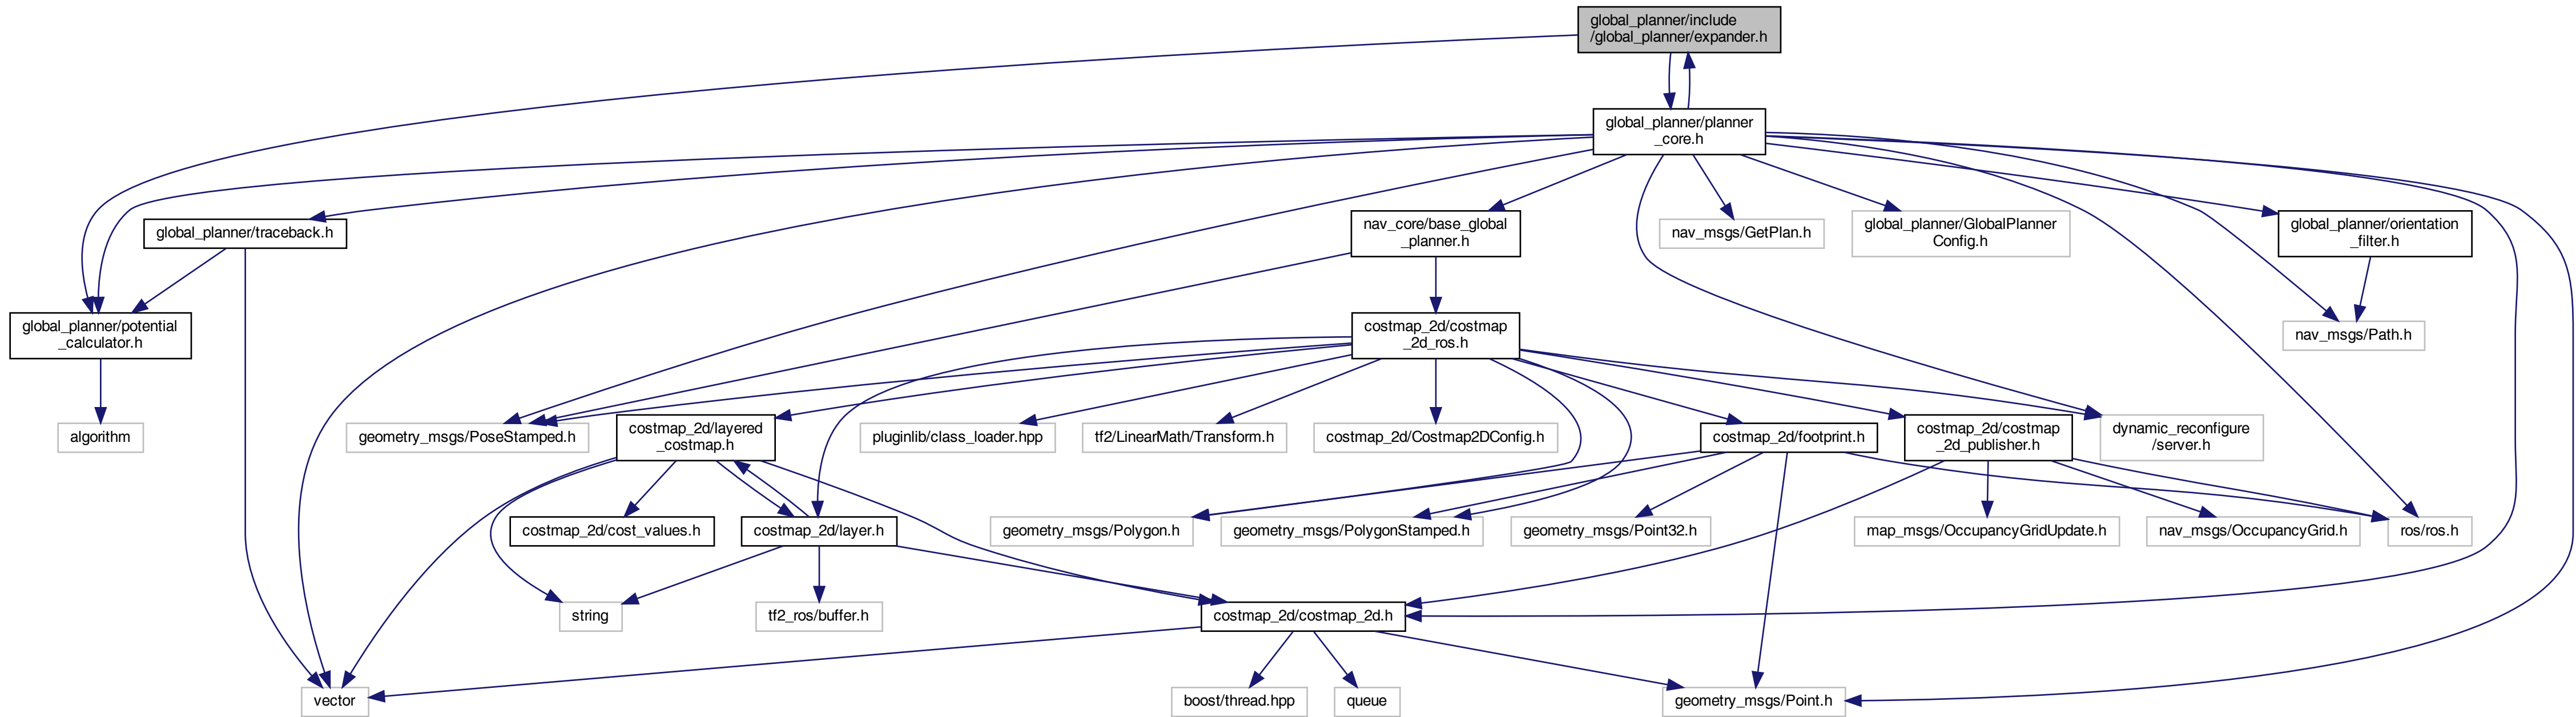 global_planner/include
/global_planner/expander.h
global_planner/planner
_core.h
global_planner/traceback.h
nav_core/base_global
_planner.h
nav_msgs/GetPlan.h
global_planner/GlobalPlanner
Config.h
global_planner/orientation
_filter.h
global_planner/potential
_calculator.h
costmap_2d/costmap
_2d_ros.h
nav_msgs/Path.h
algorithm
geometry_msgs/PoseStamped.h
costmap_2d/layered
_costmap.h
pluginlib/class_loader.hpp
tf2/LinearMath/Transform.h
costmap_2d/Costmap2DConfig.h
costmap_2d/footprint.h
costmap_2d/costmap
_2d_publisher.h
dynamic_reconfigure
/server.h
costmap_2d/cost_values.h
costmap_2d/layer.h
geometry_msgs/Polygon.h
geometry_msgs/PolygonStamped.h
geometry_msgs/Point32.h
map_msgs/OccupancyGridUpdate.h
nav_msgs/OccupancyGrid.h
ros/ros.h
string
tf2_ros/buffer.h
costmap_2d/costmap_2d.h
vector
boost/thread.hpp
queue
geometry_msgs/Point.h